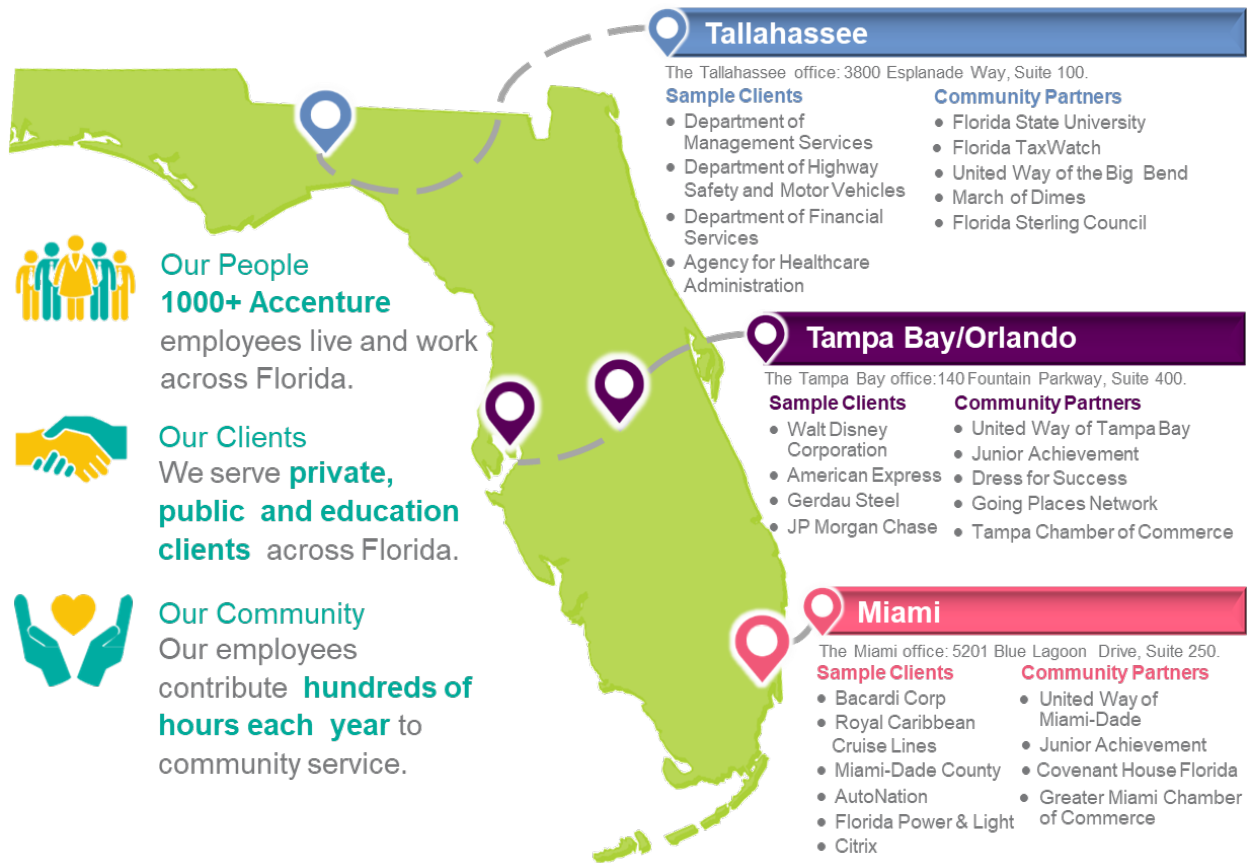 Tallahassee
The Tallahassee office: 3800 Esplanade Way, Suite 100.
Sample Clients
• Department of
Management Services
• Department of Highway
Safety and Motor Vehicles
• Department of Financial
Services
• Agency for Healthcare
Administration
Community Partners
• Florida State University
• Florida TaxWatch
• United Way of the Big Bend
• March of Dimes
• Florida Sterling Council
Our People
1000+ Accenture
employees live and work
across Florida.
Our Clients
We serve private,
public and education
clients across Florida.
Our Community
Our employees
contribute hundreds of
hours each year to
community service.
Tampa Bay/Orlando
The Tampa Bay office:140 Fountain Parkway, Suite 400.
Sample Clients
• Walt Disney
Corporation
• American Express
• Gerdau Steel
• JP Morgan Chase
Community Partners
• United Way of Tampa Bay
• Junior Achievement
• Dress for Success
• Going Places Network
• Tampa Chamber of Commerce
Miami
The Miami office: 5201 Blue Lagoon Drive, Suite 250.
Sample Clients
• Bacardi Corp
• Royal Caribbean
Cruise Lines
• Miami-Dade County
• AutoNation
• Florida Power & Light
• Citrix
Community Partners
• United Way of
Miami-Dade
• Junior Achievement
• Covenant House Florida
• Greater Miami Chamber
of Commerce